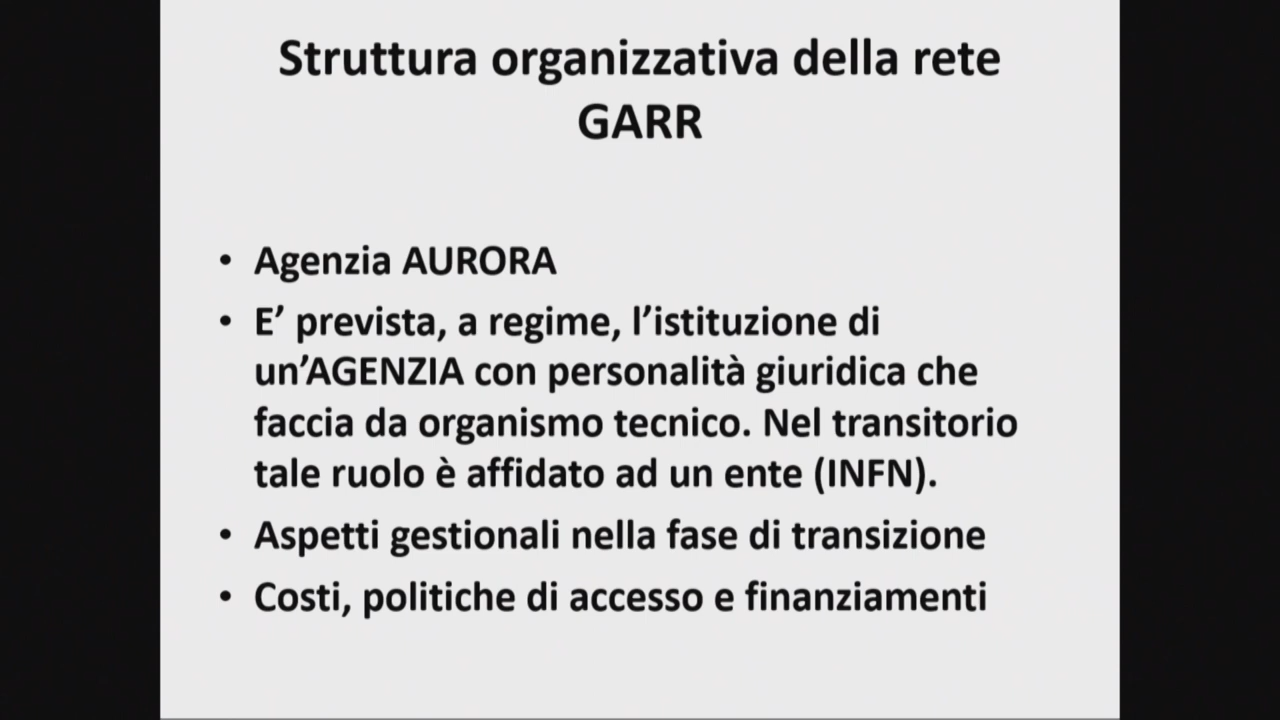 Struttura organizzativa della rete
GARR
• Agenzia AURORA
• E’ prevista, a regime, l’istituzione di
un’AGENZIA con personalità giuridica che
faccia da organismo tecnico. Nel transitorio
tale ruolo è affidato ad un ente (INFN).
• Aspetti gestionali nella fase di transizione
• Costi, politiche di accesso e finanziamenti